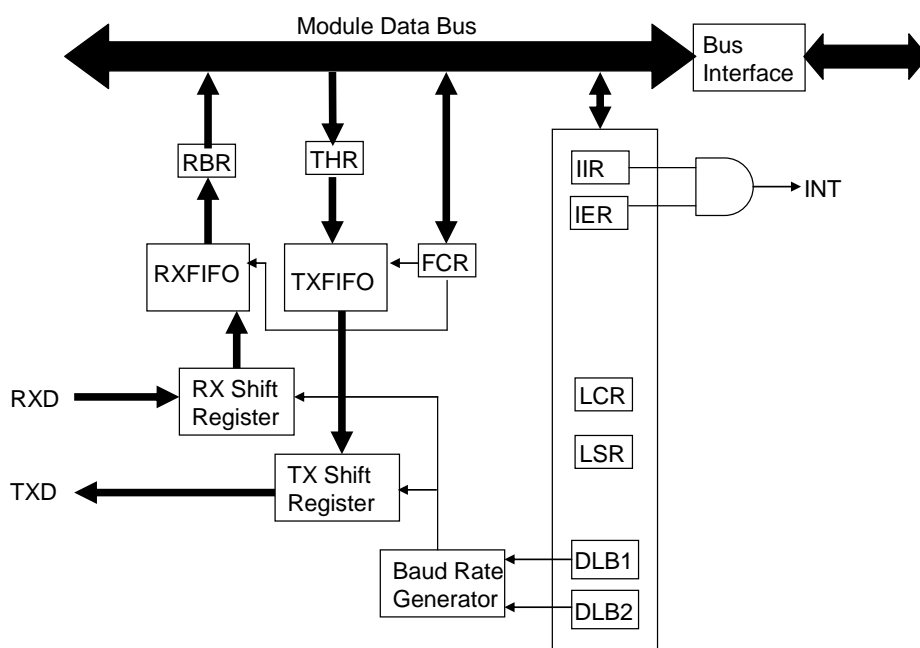 Module Data Bus
Bus
Interface
RBR
THR
IIR
INT
IER
RXFIFO
TXFIFO
FCR
RXD
RX Shift
Register
LCR
LSR
TXD
TX Shift
Register
Baud Rate
Generator
DLB1
DLB2